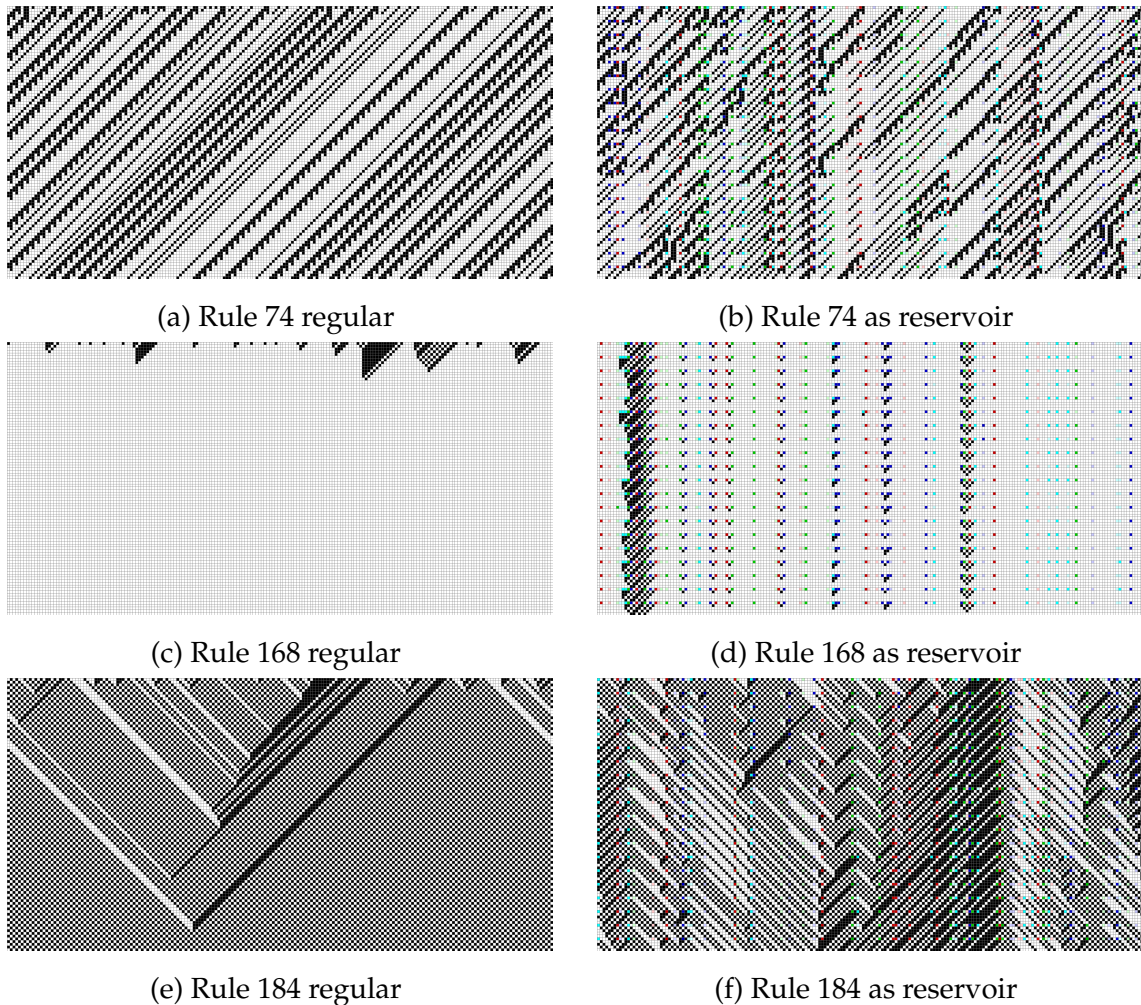 (a) Rule 74 regular
(b) Rule 74 as reservoir
(c) Rule 168 regular
(d) Rule 168 as reservoir
(e) Rule 184 regular
(f) Rule 184 as reservoir